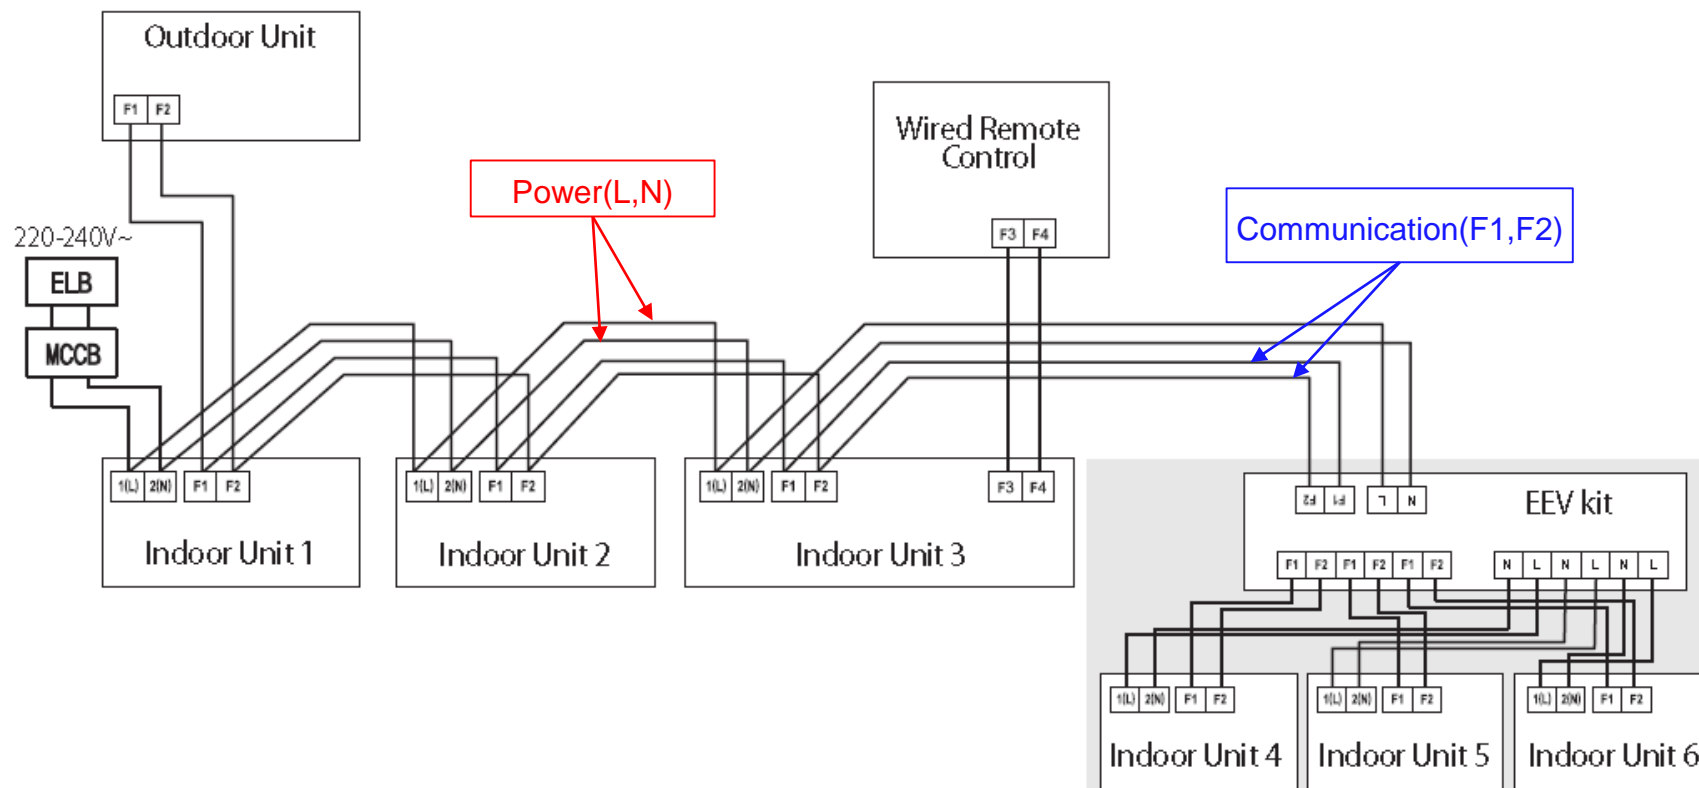 Outdoor Unit
F1 F2
Wired Remote
Control
F3 F4
Power(L,N)
Communication(F1,F2)
220-240V~
ELB
MCCB
1(L) 2(N) F1 F2
Indoor Unit 1
1(L) 2(N) F1 F2
Indoor Unit 2
1(L) 2(N) F1 F2 F3 F4
Indoor Unit 3
F2 F1 L N
EEV kit
F1 F2 F1 F2 F1 F2 N L N L N L
1(L) 2(N) F1 F2
Indoor Unit 4
1(L) 2(N) F1 F2
Indoor Unit 5
1(L) 2(N) F1 F2
Indoor Unit 6